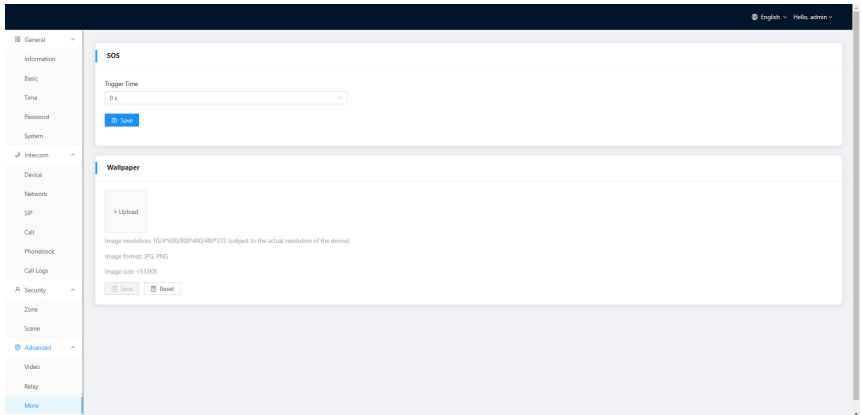 English Hello, admin
General
Information
Basic
Time
Password
System
Intercom
Device
Network
SIP
Call
Phonebook
Call Logs
Security
Zone
Scene
Advanced
Video
Relay
More
SOS
Trigger Time
0 s
Save
Wallpaper
+ Upload
Image resolution: 1024*600/800*480/480*272 (subject to the actual resolution of the device)
Image format: JPG, PNG
Image size: <512KB
Save Reset